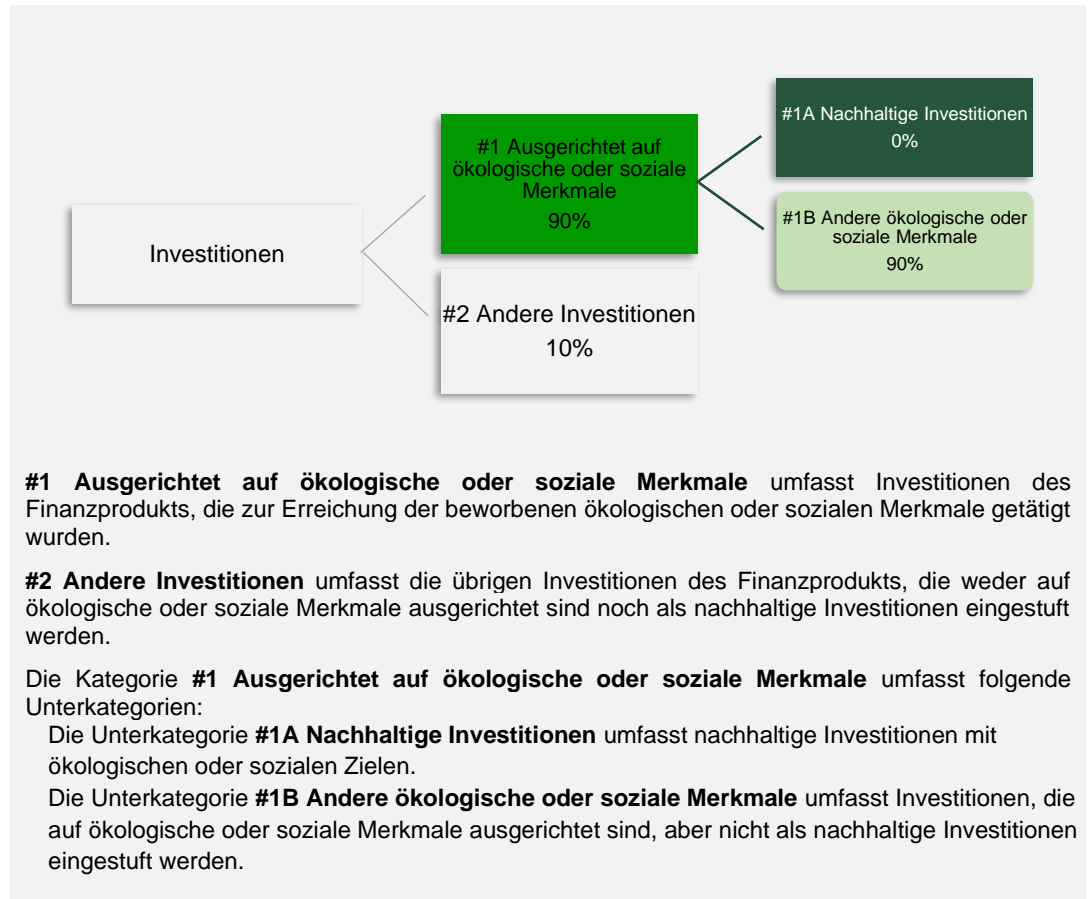 #1A Nachhaltige Investitionen
0%
#1 Ausgerichtet auf
ökologische oder soziale
Merkmale
90%
#1B Andere ökologische oder
soziale Merkmale
90%
Investitionen
#2 Andere Investitionen
10%
#1 Ausgerichtet auf ökologische oder soziale Merkmale umfasst Investitionen des
Finanzprodukts, die zur Erreichung der beworbenen ökologischen oder sozialen Merkmale getätigt
wurden.
#2 Andere Investitionen umfasst die übrigen Investitionen des Finanzprodukts, die weder auf
ökologische oder soziale Merkmale ausgerichtet sind noch als nachhaltige Investitionen eingestuft
werden.
Die Kategorie #1 Ausgerichtet auf ökologische oder soziale Merkmale umfasst folgende
Unterkategorien:
Die Unterkategorie #1A Nachhaltige Investitionen umfasst nachhaltige Investitionen mit
ökologischen oder sozialen Zielen.
Die Unterkategorie #1B Andere ökologische oder soziale Merkmale umfasst Investitionen, die
auf ökologische oder soziale Merkmale ausgerichtet sind, aber nicht als nachhaltige Investitionen
eingestuft werden.